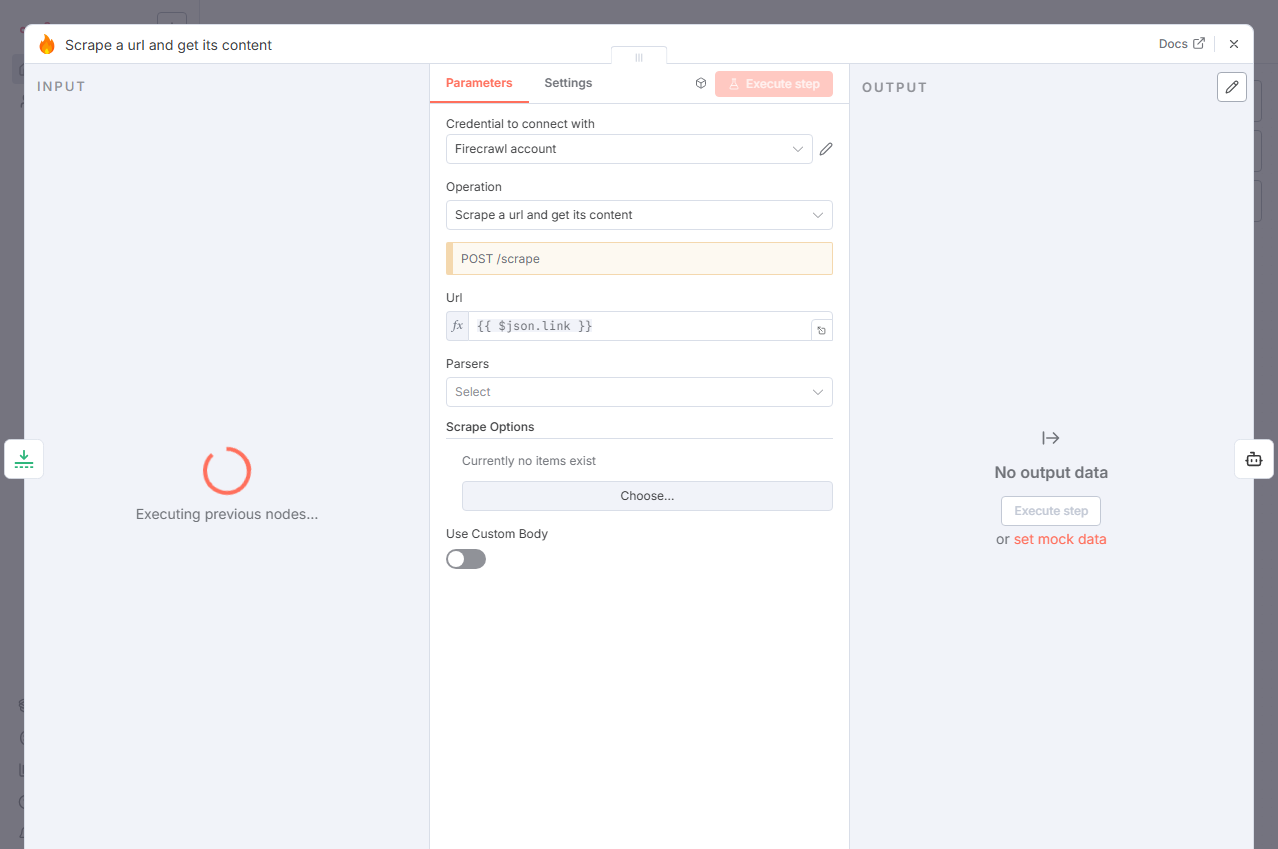 Scrape a url and get its content
Docs
INPUT
Parameters
Settings
Execute step
OUTPUT
Credential to connect with
Firecrawl account
Operation
Scrape a url and get its content
POST /scrape
Url
fx
{{ $json.link }}
Parsers
Select
Scrape Options
Currently no items exist
Choose...
Use Custom Body
Executing previous nodes...
No output data
Execute step
or set mock data